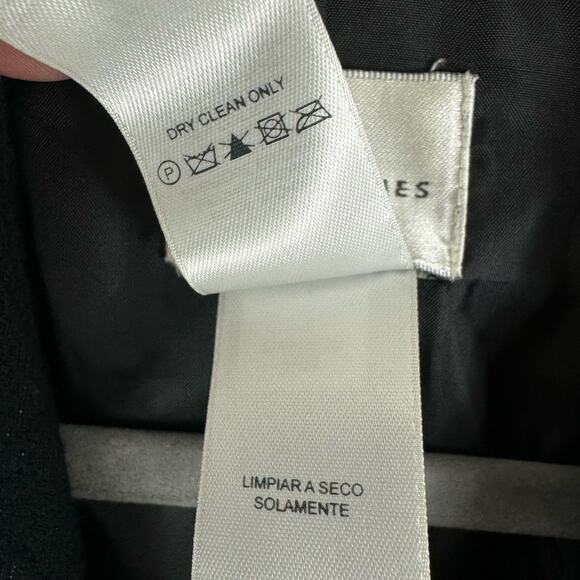 DRY CLEAN ONLY
P
IES
LIMPIAR A SECO
SOLAMENTE